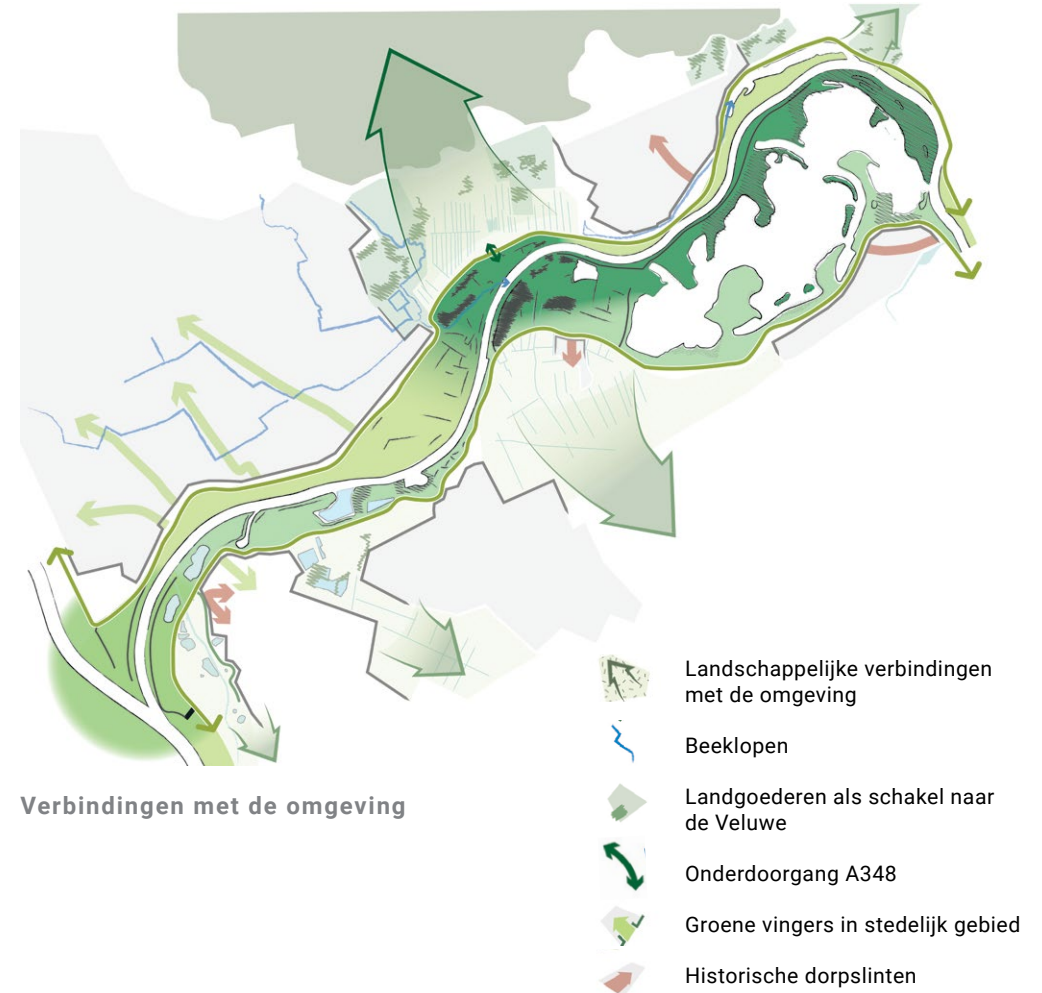 Verbindingen met de omgeving
Landschappelijke verbindingen
met de omgeving
Beeklopen
Landgoederen als schakel naar
de Veluwe
Onderdoorgang A348
Groene vingers in stedelijk gebied
Historische dorpslinten